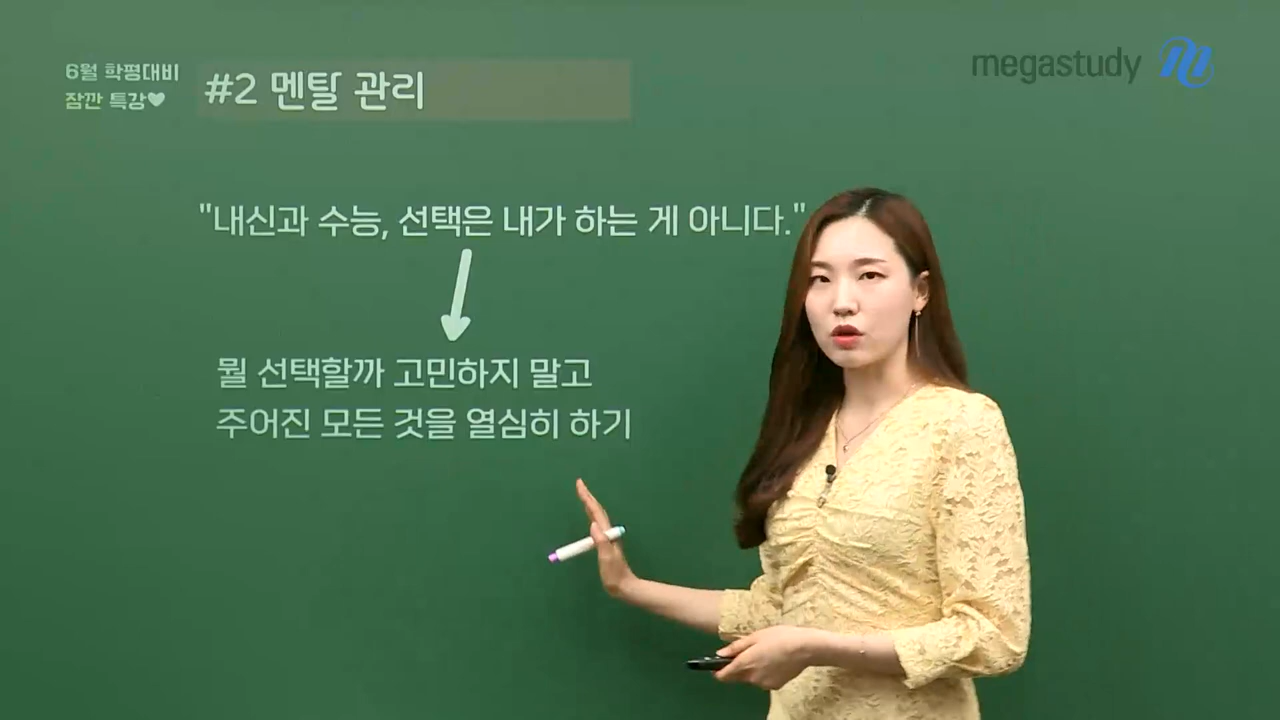 6월 학평대비
잠깐 특강♥
#2 멘탈 관리
megastudy
"내신과 수능, 선택은 내가 하는 게 아니다."
뭘 선택할까 고민하지 말고
주어진 모든 것을 열심히 하기